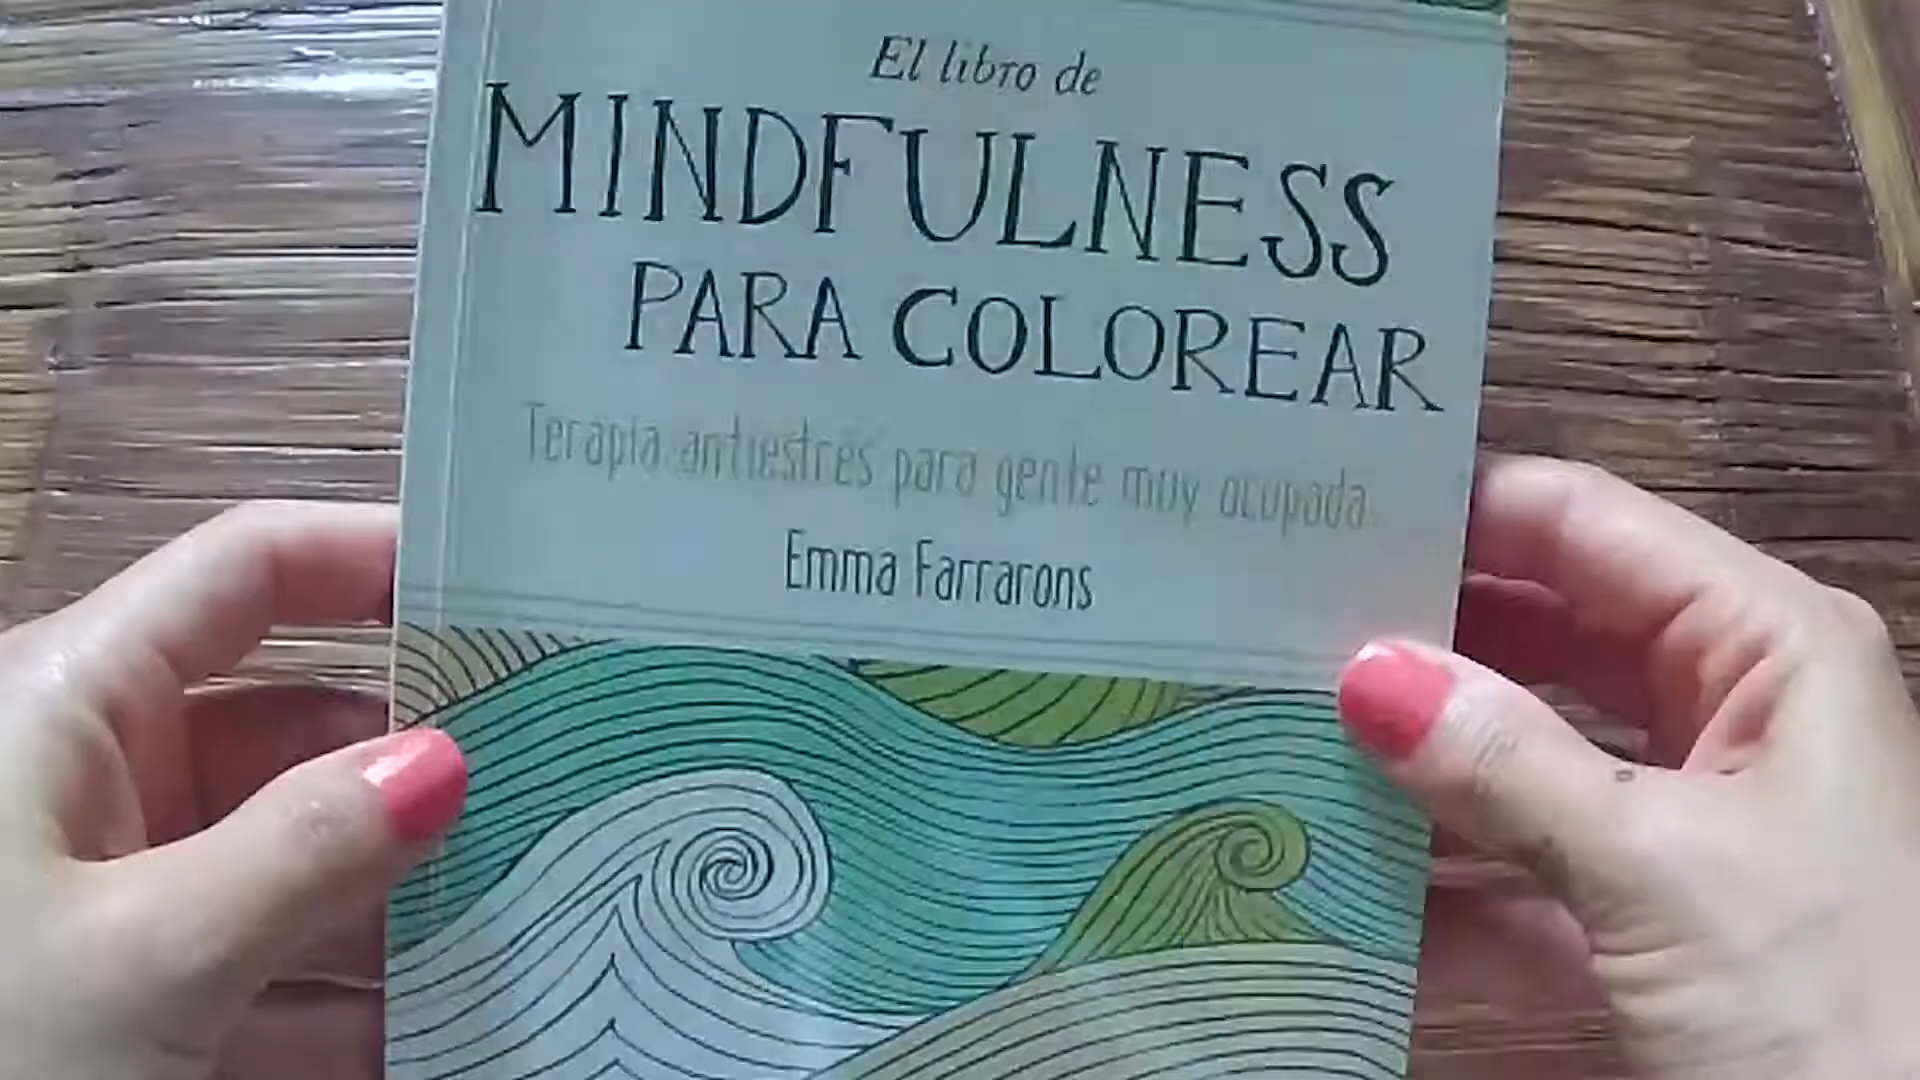 El libro de
MINDFULNESS
PARA COLOREAR
Terapia antiestrés para gente muy ocupada
Emma Farrarons